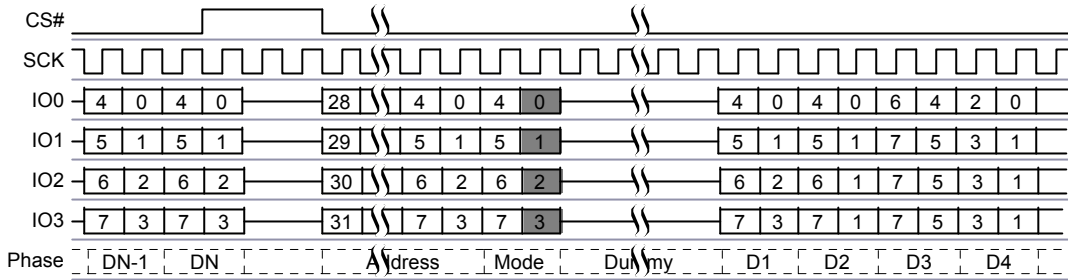 CS#
SCK
IO0 4 0 4 0 28 4 0 4 0 4 0 4 0 6 4 2 0
IO1 5 1 5 1 29 5 1 5 1 5 1 5 1 7 5 3 1
IO2 6 2 6 2 30 6 2 6 2 6 2 6 1 7 5 3 1
IO3 7 3 7 3 31 7 3 7 3 7 3 7 1 7 5 3 1
Phase DN-1 DN Address Mode Dummy D1 D2 D3 D4